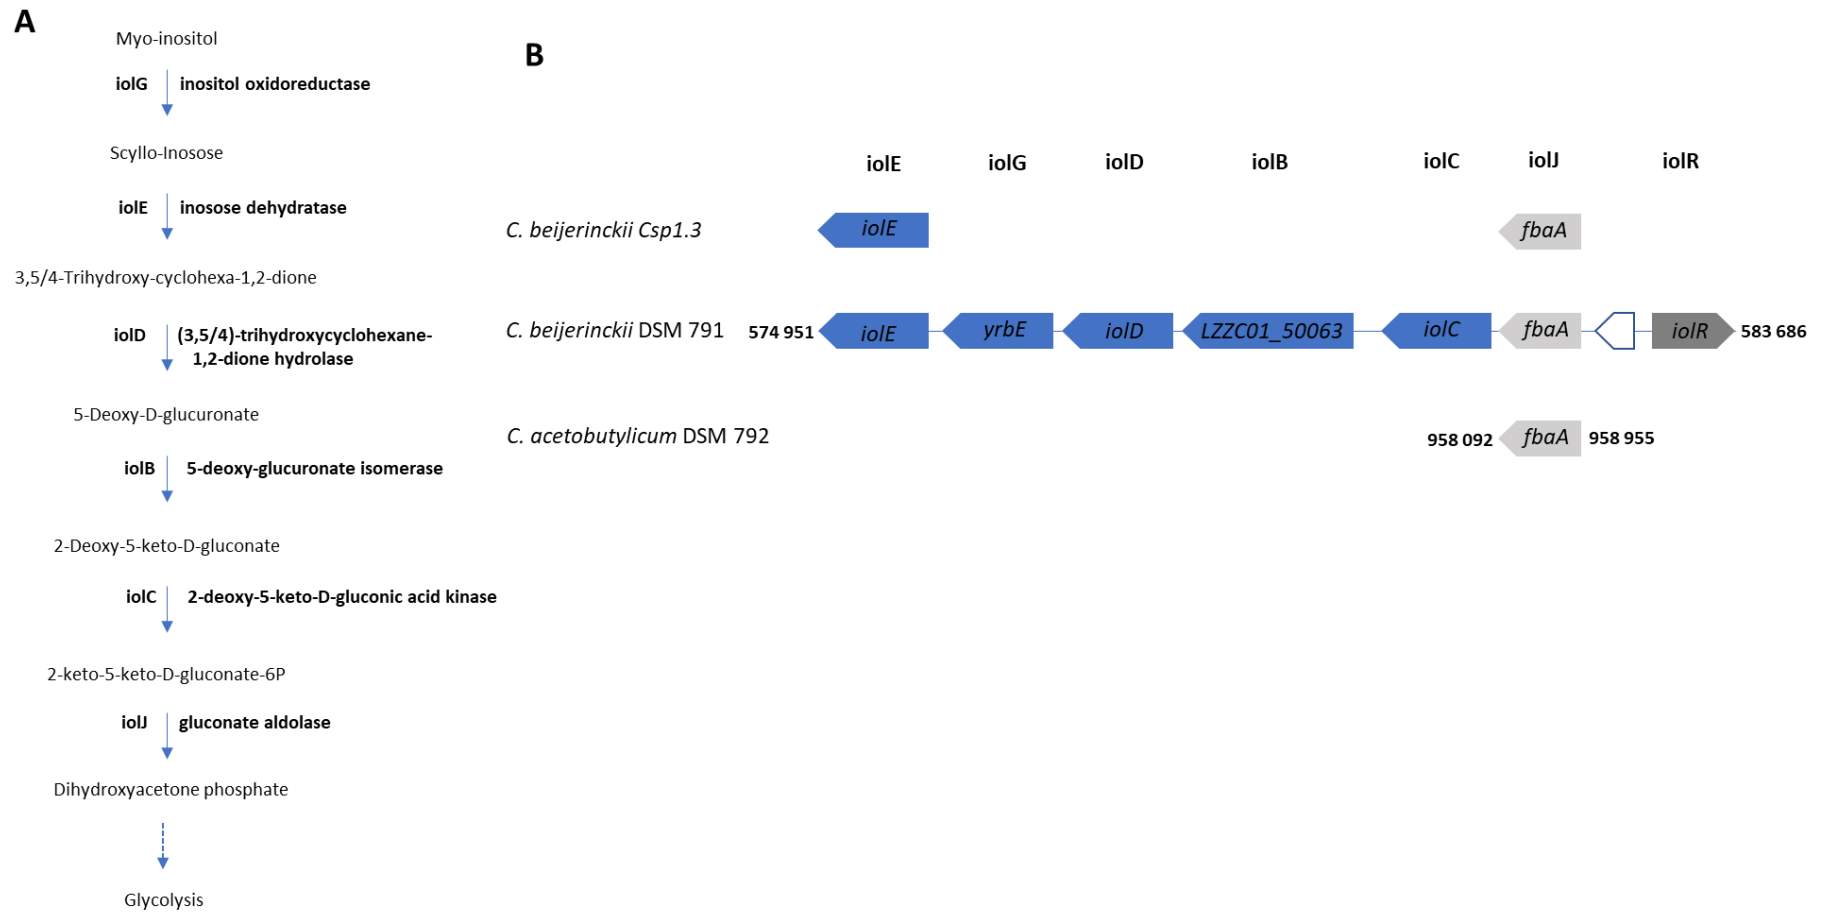 A
Myo-inositol
iolG inositol oxidoreductase
Scyllo-Inosose
iolE inosose dehydratase
3,5/4-Trihydroxy-cyclohexa-1,2-dione
iolD (3,5/4)-trihydroxycyclohexane-
1,2-dione hydrolase
5-Deoxy-D-glucuronate
iolB 5-deoxy-glucuronate isomerase
2-Deoxy-5-keto-D-gluconate
iolC 2-deoxy-5-keto-D-gluconic acid kinase
2-keto-5-keto-D-gluconate-6P
iolJ gluconate aldolase
Dihydroxyacetone phosphate
Glycolysis
B
iolE iolG iolD iolB iolC iolJ iolR
C. beijerinckii Csp1.3 iolE fbaA
C. beijerinckii DSM 791 574 951 iolE yrbE iolD LZZC01_50063 iolC fbaA iolR 583 686
C. acetobutylicum DSM 792 958 092 fbaA 958 955